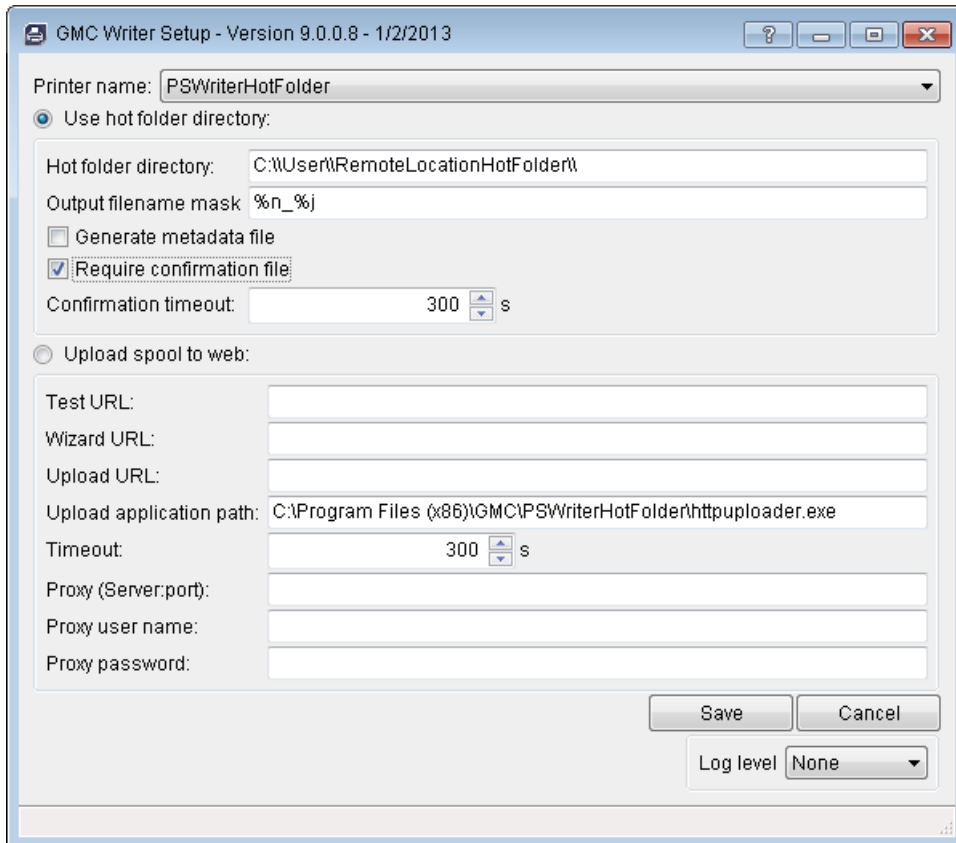 GMC Writer Setup - Version 9.0.0.8 - 1/2/2013
Printer name: PSWriterHotFolder
Use hot folder directory:
Hot folder directory: C:\\User\\RemoteLocationHotFolder\\
Output filename mask %n_%j
Generate metadata file
Require confirmation file
Confirmation timeout: 300 s
Upload spool to web:
Test URL:
Wizard URL:
Upload URL:
Upload application path: C:\Program Files (x86)\GMC\PSWriterHotFolder\httpuploader.exe
Timeout: 300 s
Proxy (Server:port):
Proxy user name:
Proxy password:
Save Cancel
Log level None